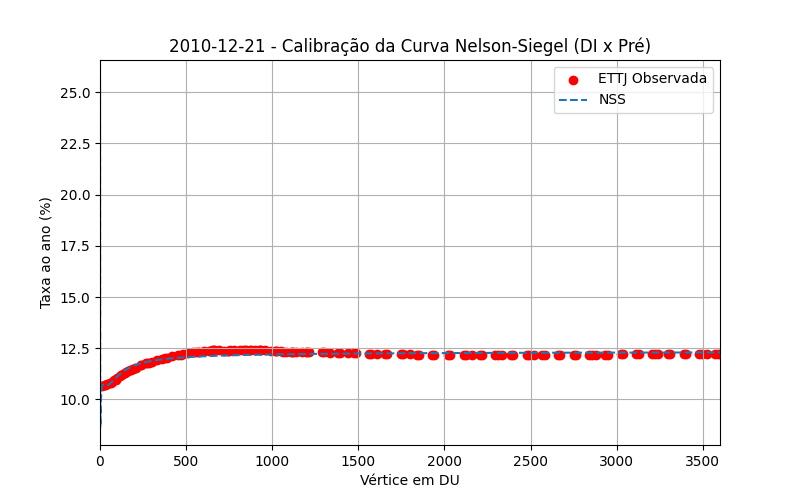 2010-12-21 - Calibração da Curva Nelson-Siegel (DI x Pré)
ETTJ Observada
NSS
Taxa ao ano (%)
25.0
22.5
20.0
17.5
15.0
12.5
10.0
0 500 1000 1500 2000 2500 3000 3500
Vértice em DU